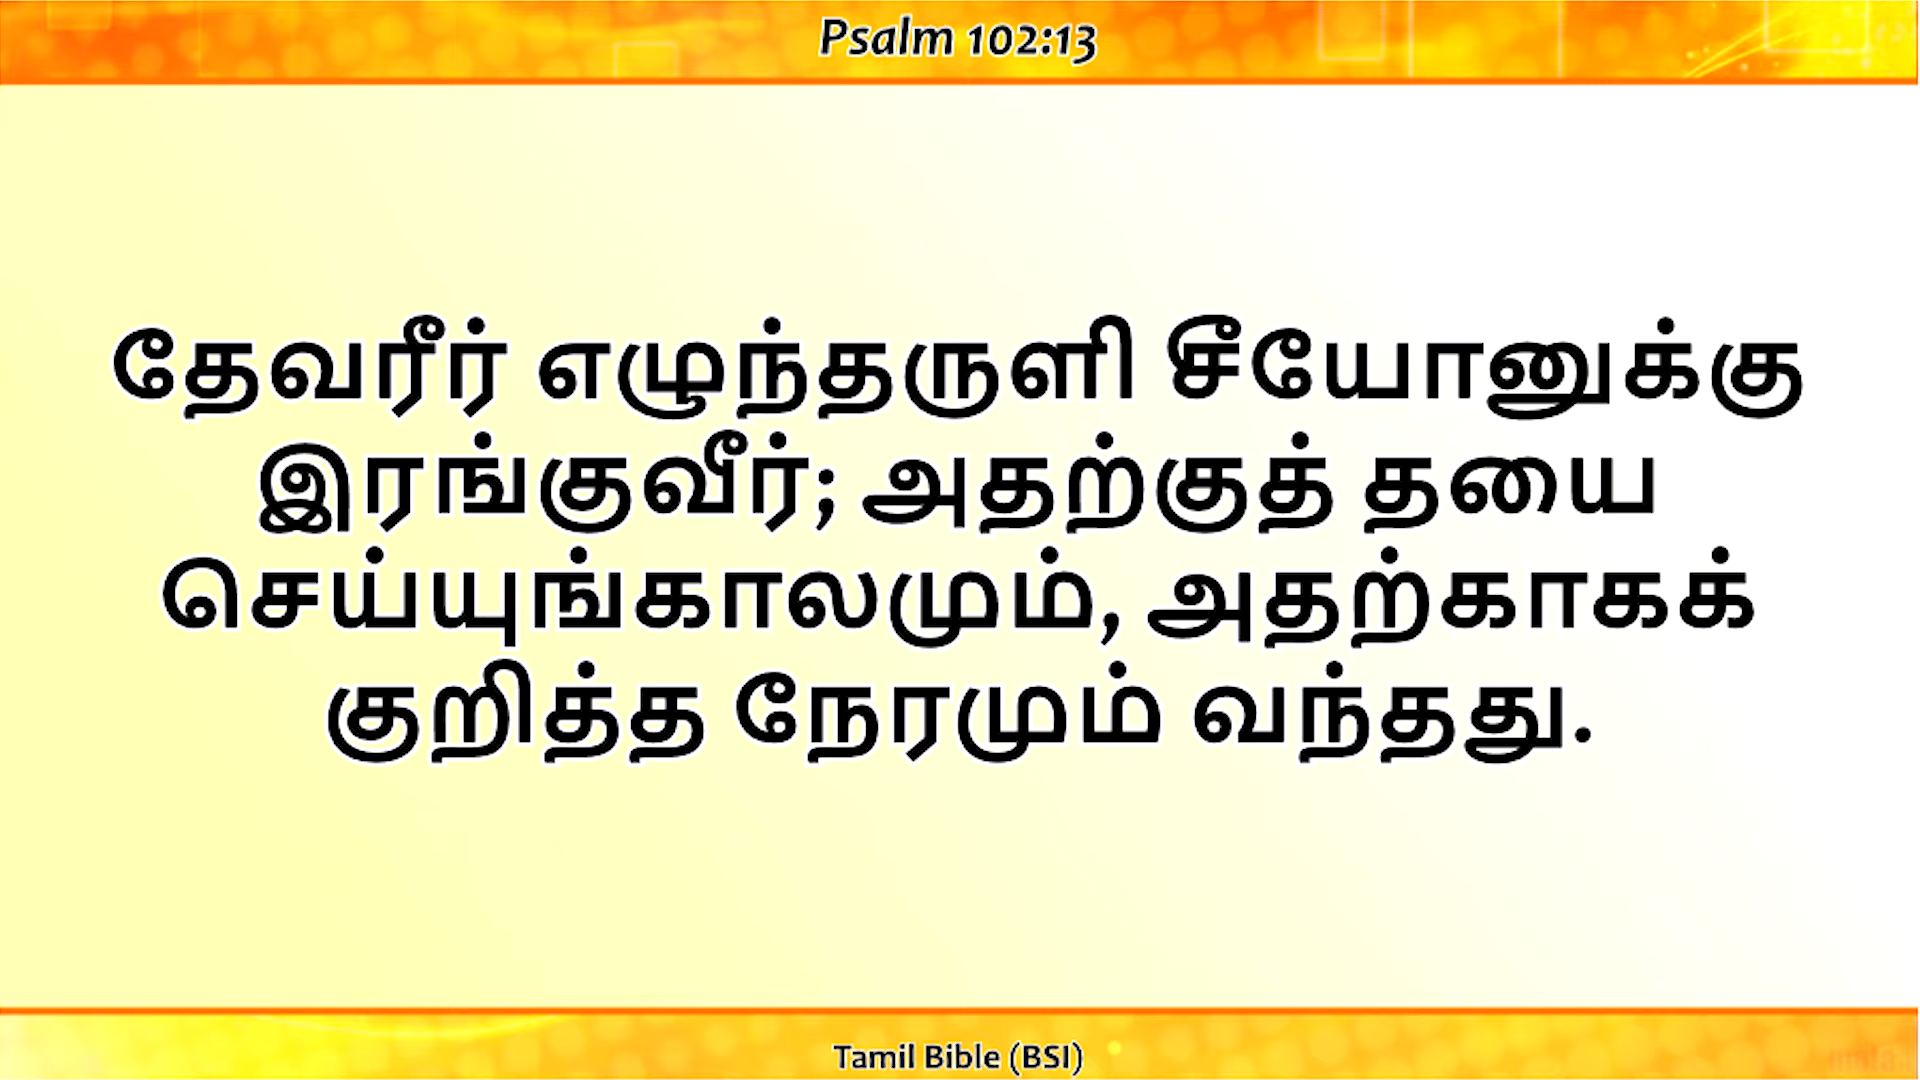 Psalm 102:13
தேவரீர் எழுந்தருளி சீயோனுக்கு
இரங்குவீர்; அதற்குத் தயை
செய்யுங்காலமும், அதற்காகக்
குறித்த நேரமும் வந்தது.
Tamil Bible (BSI)